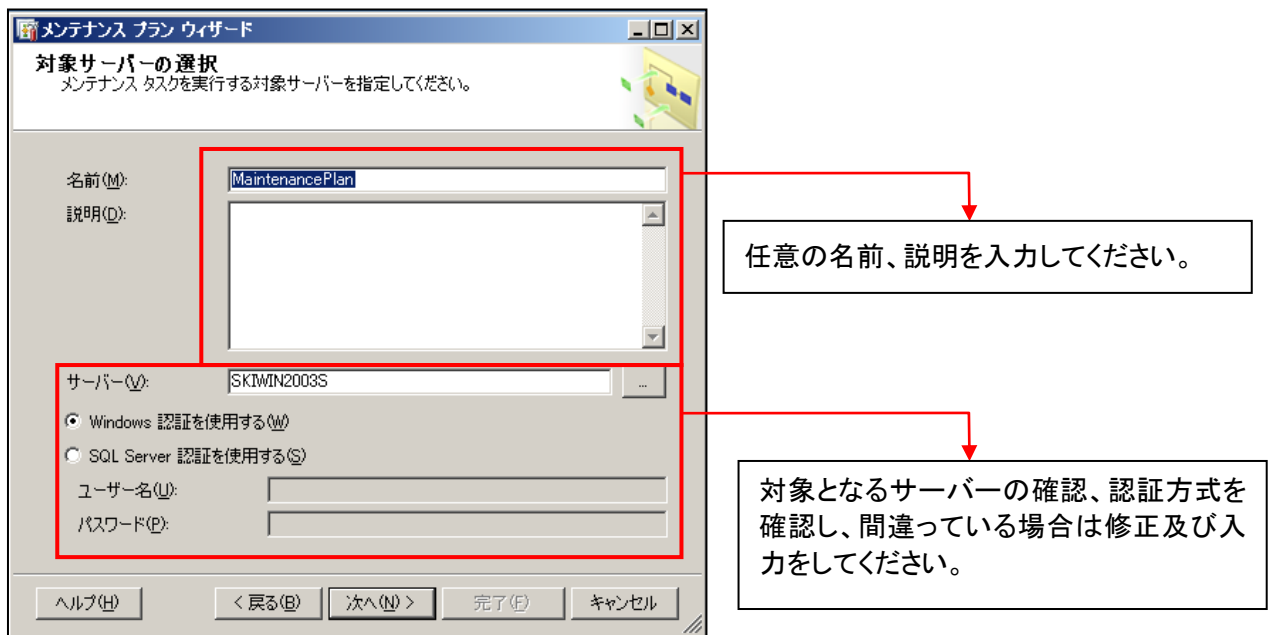 メンテナンス プラン ウィザード
対象サーバーの選択
メンテナンス タスクを実行する対象サーバーを指定してください。
名前(M):
MaintenancePlan
説明(D):
任意の名前、説明を入力してください。
サーバー(V):
SKIWIN2003S
...
Windows 認証を使用する(W)
SQL Server 認証を使用する(S)
ユーザー名(U):
パスワード(P):
対象となるサーバーの確認、認証方式を
確認し、間違っている場合は修正及び入
力をしてください。
ヘルプ(H)
< 戻る(B)
次へ(N) >
完了(F)
キャンセル